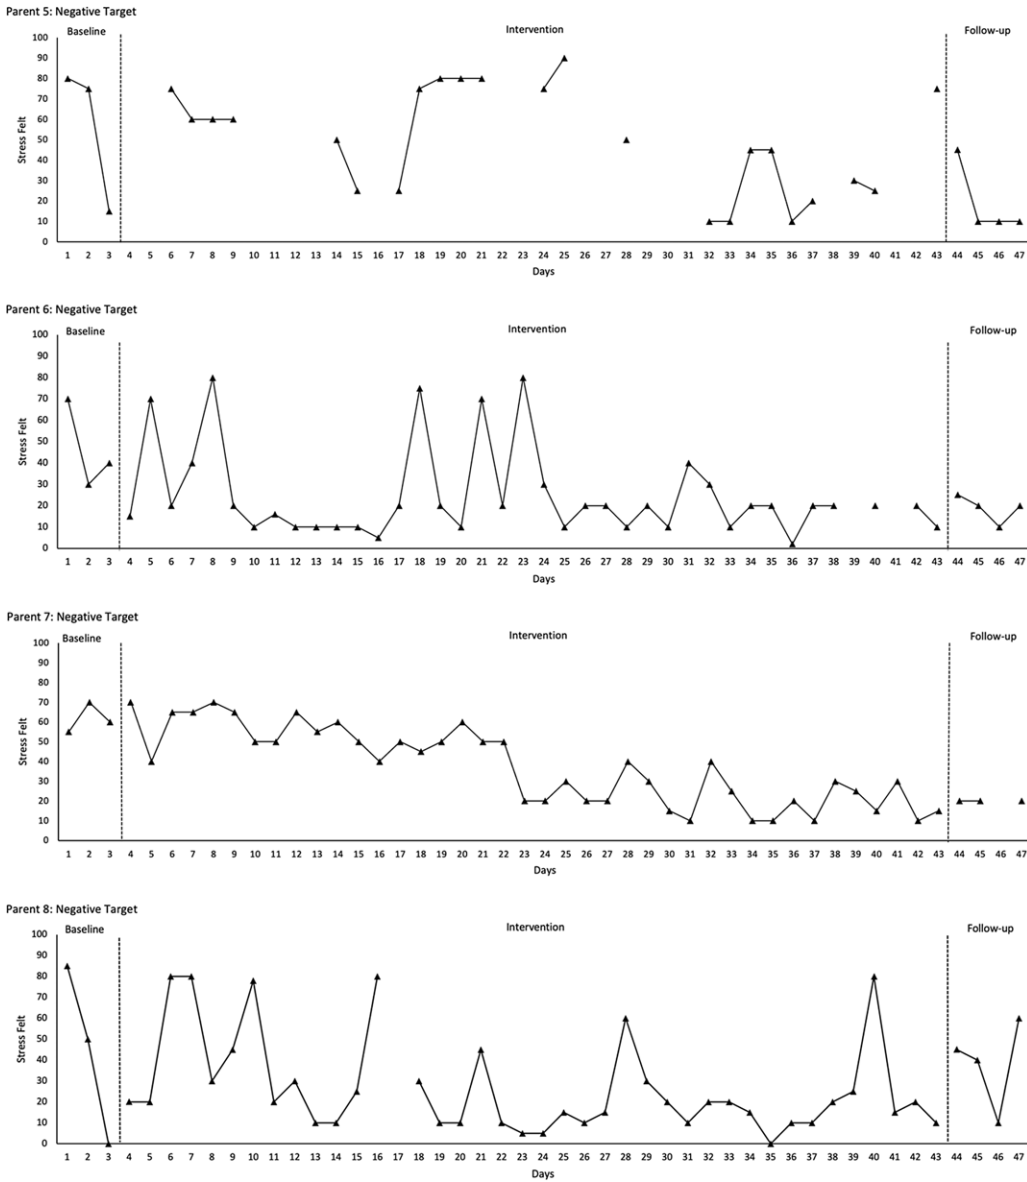 Parent 5: Negative Target
Baseline Intervention Follow-up
100
90
80
70
60
50
40
30
20
10
0
Stress Felt
1 2 3 4 5 6 7 8 9 10 11 12 13 14 15 16 17 18 19 20 21 22 23 24 25 26 27 28 29 30 31 32 33 34 35 36 37 38 39 40 41 42 43 44 45 46 47
Days
Parent 6: Negative Target
Baseline Intervention Follow-up
100
90
80
70
60
50
40
30
20
10
0
Stress Felt
1 2 3 4 5 6 7 8 9 10 11 12 13 14 15 16 17 18 19 20 21 22 23 24 25 26 27 28 29 30 31 32 33 34 35 36 37 38 39 40 41 42 43 44 45 46 47
Days
Parent 7: Negative Target
Baseline Intervention Follow-up
100
90
80
70
60
50
40
30
20
10
0
Stress Felt
1 2 3 4 5 6 7 8 9 10 11 12 13 14 15 16 17 18 19 20 21 22 23 24 25 26 27 28 29 30 31 32 33 34 35 36 37 38 39 40 41 42 43 44 45 46 47
Days
Parent 8: Negative Target
Baseline Intervention Follow-up
100
90
80
70
60
50
40
30
20
10
0
Stress Felt
1 2 3 4 5 6 7 8 9 10 11 12 13 14 15 16 17 18 19 20 21 22 23 24 25 26 27 28 29 30 31 32 33 34 35 36 37 38 39 40 41 42 43 44 45 46 47
Days